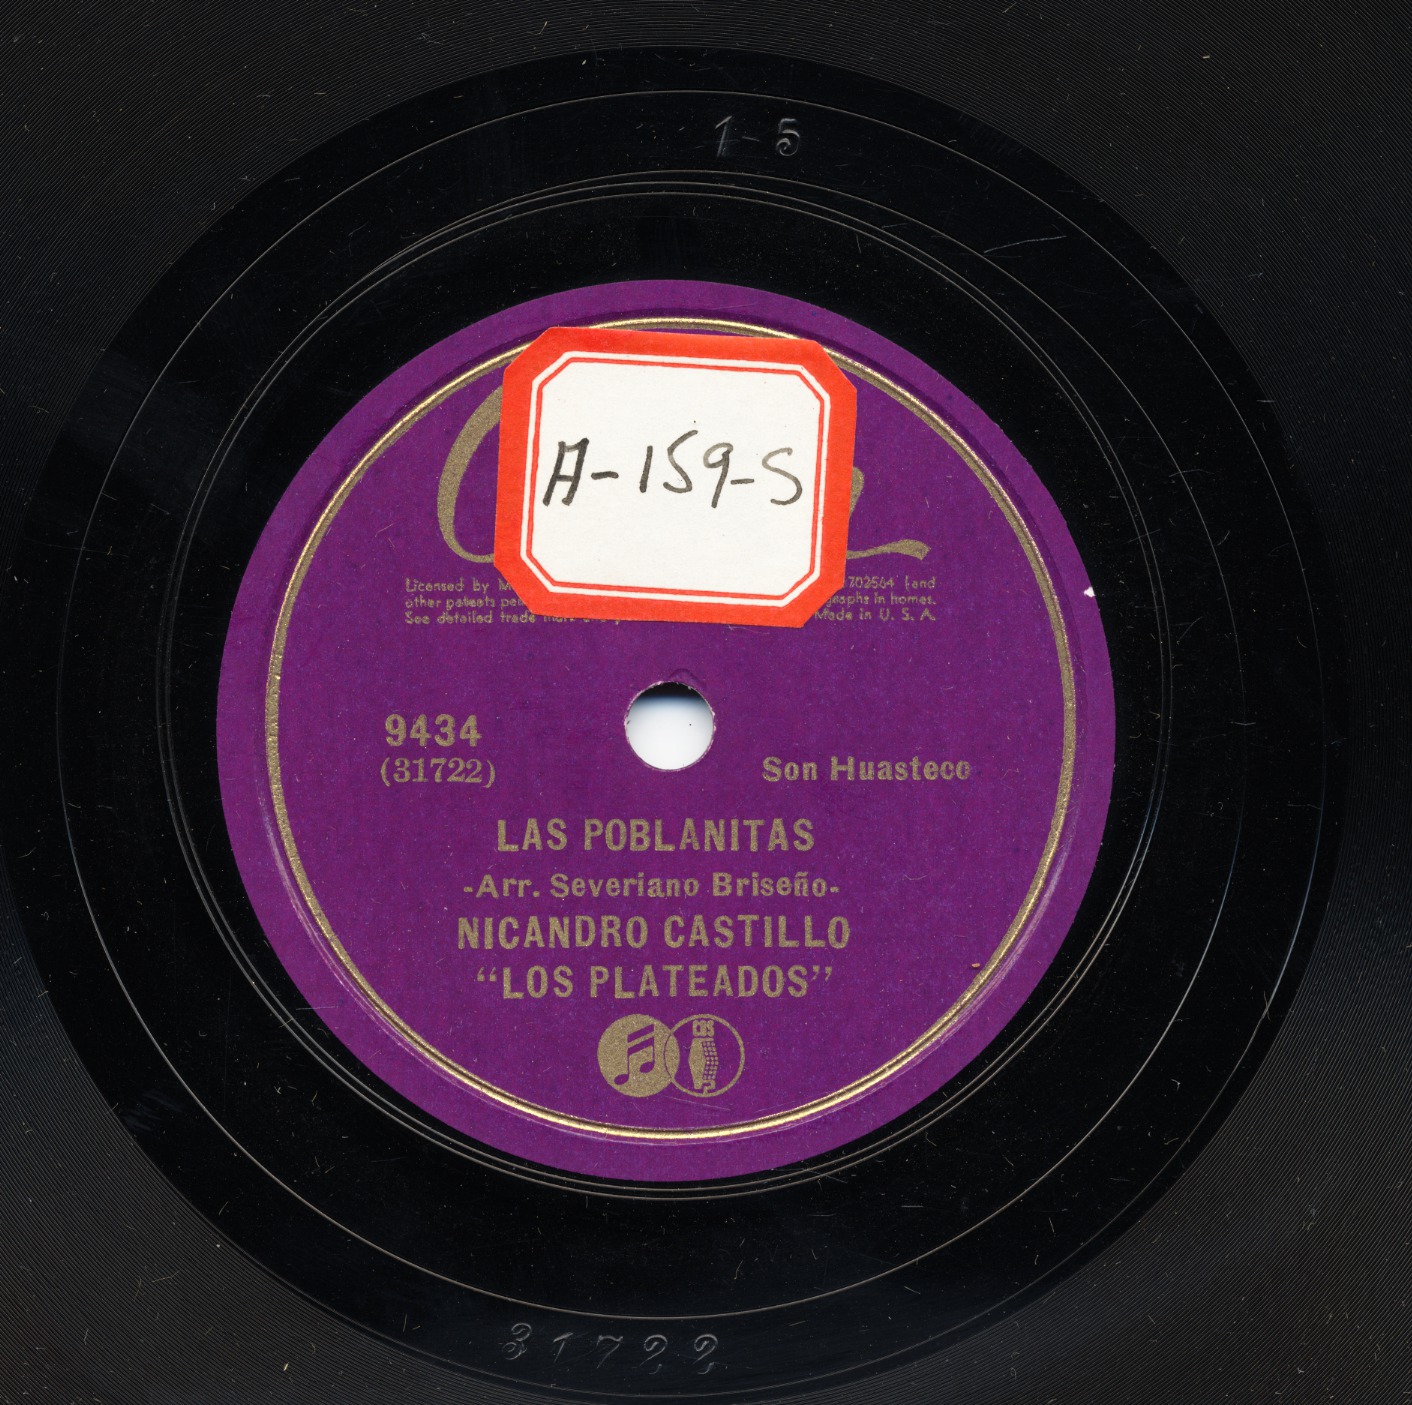 1-5
A-159-S
Licensed by 702564 (and
other patents graphs in homes.
See detailed trade Made in U. S. A.
9434
(31722)
Son Huasteco
LAS POBLANITAS
-Arr. Severiano Briseño-
NICANDRO CASTILLO
"LOS PLATEADOS"
CBS
31722